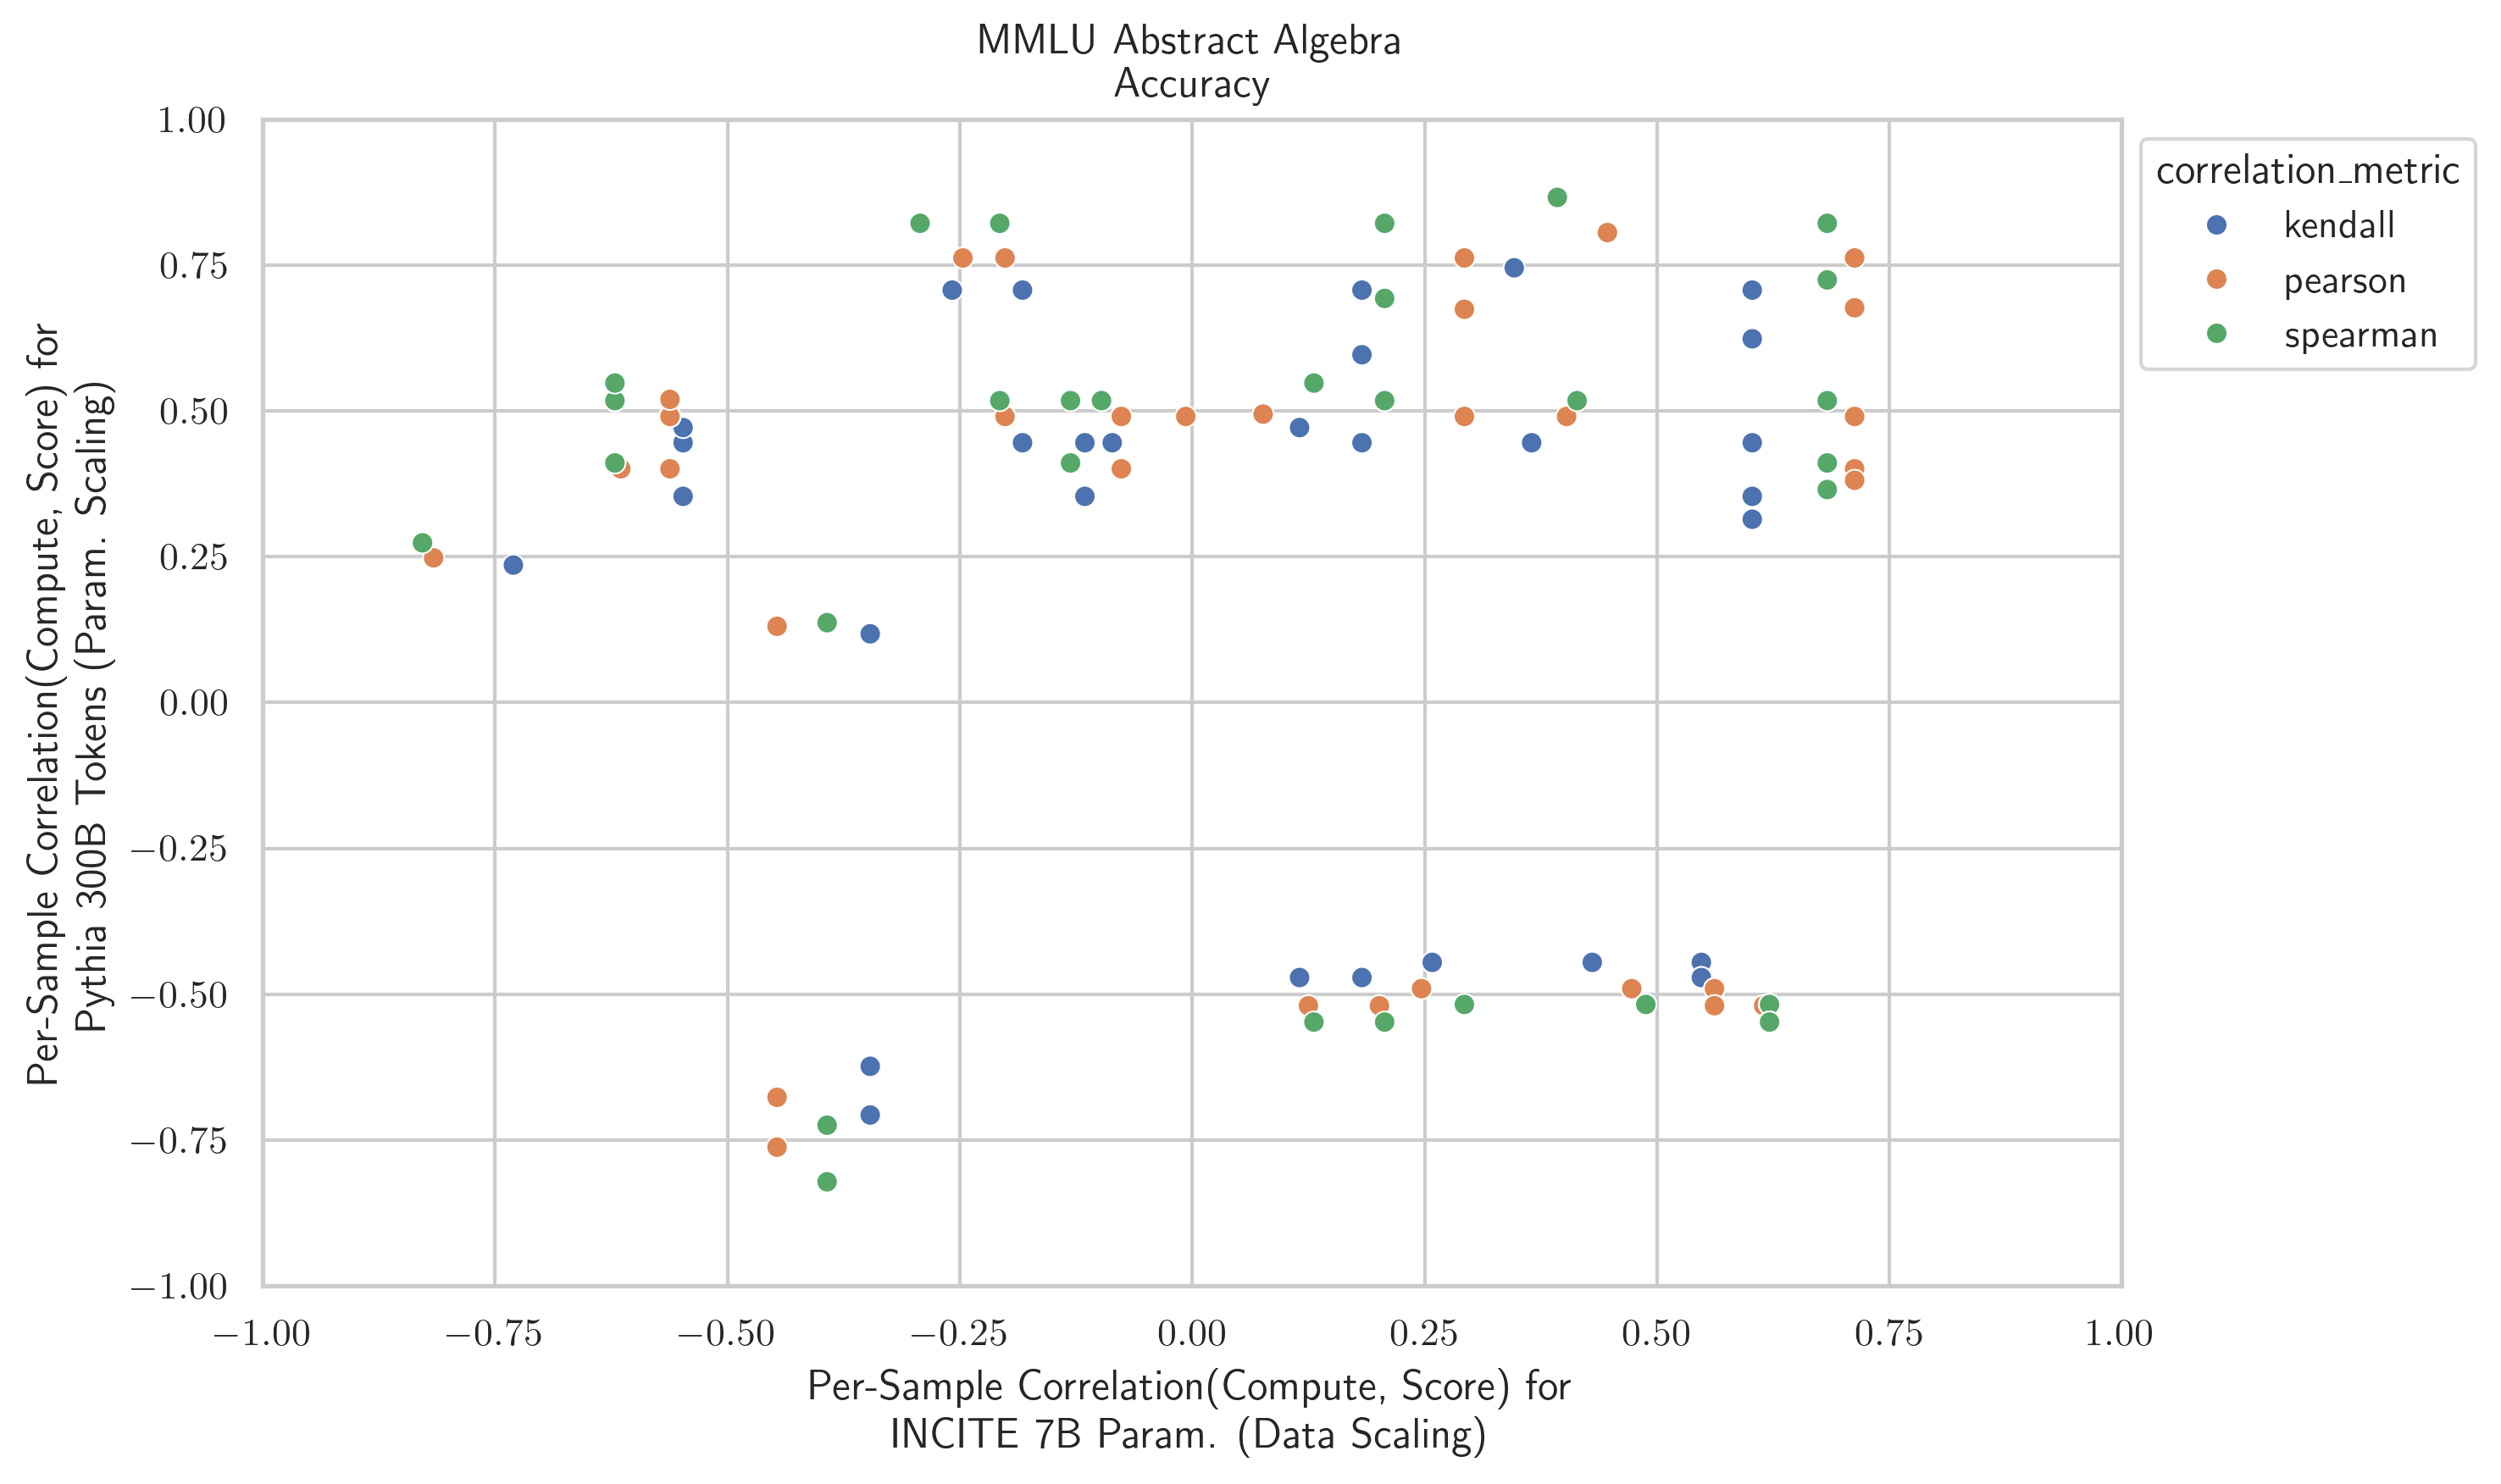 MMLU Abstract Algebra
Accuracy
Per-Sample Correlation(Compute, Score) for
Pythia 300B Tokens (Param. Scaling)
1.00
0.75
0.50
0.25
0.00
−0.25
−0.50
−0.75
−1.00
−1.00
−0.75
−0.50
−0.25
0.00
0.25
0.50
0.75
1.00
Per-Sample Correlation(Compute, Score) for
INCITE 7B Param. (Data Scaling)
correlation_metric
kendall
pearson
spearman